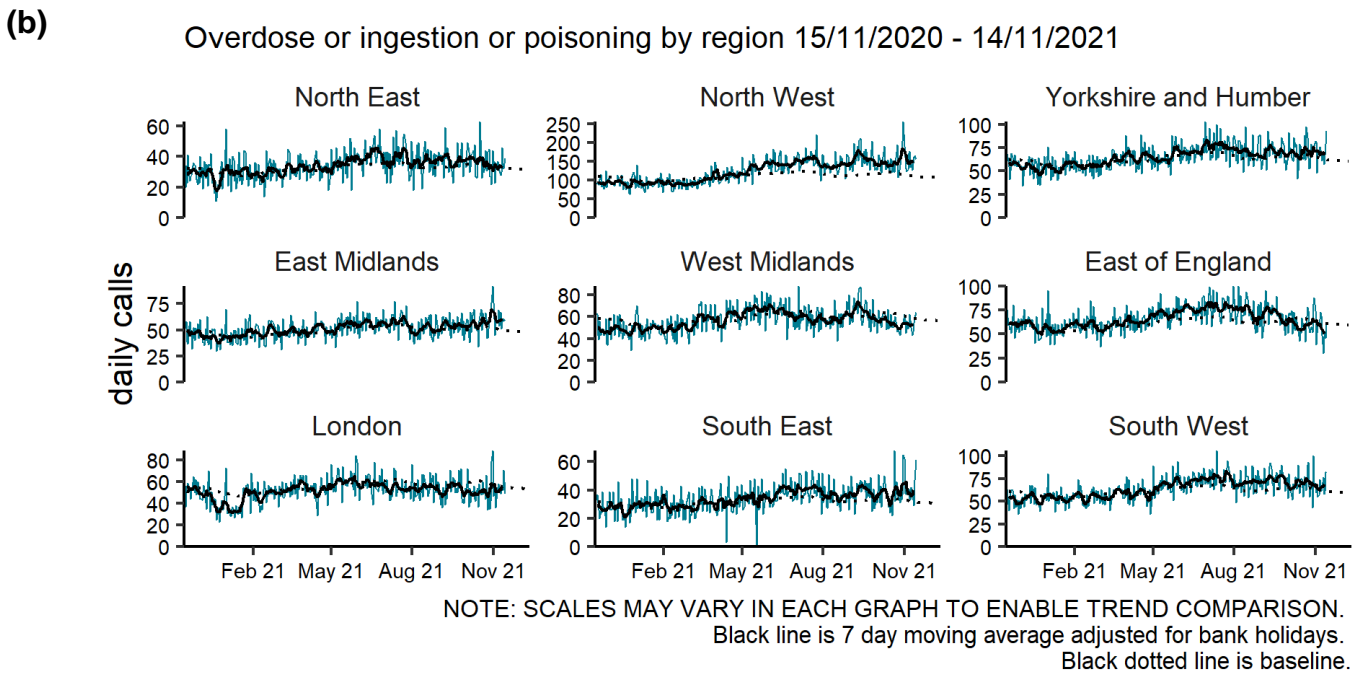 (b)
Overdose or ingestion or poisoning by region 15/11/2020 - 14/11/2021
daily calls
North East
60
40
20
0
North West
250
200
150
100
50
0
Yorkshire and Humber
100
75
50
25
0
East Midlands
75
50
25
0
West Midlands
80
60
40
20
0
East of England
100
75
50
25
0
London
80
60
40
20
0
Feb 21 May 21 Aug 21 Nov 21
South East
60
40
20
0
Feb 21 May 21 Aug 21 Nov 21
South West
100
75
50
25
0
Feb 21 May 21 Aug 21 Nov 21
NOTE: SCALES MAY VARY IN EACH GRAPH TO ENABLE TREND COMPARISON.
Black line is 7 day moving average adjusted for bank holidays.
Black dotted line is baseline.